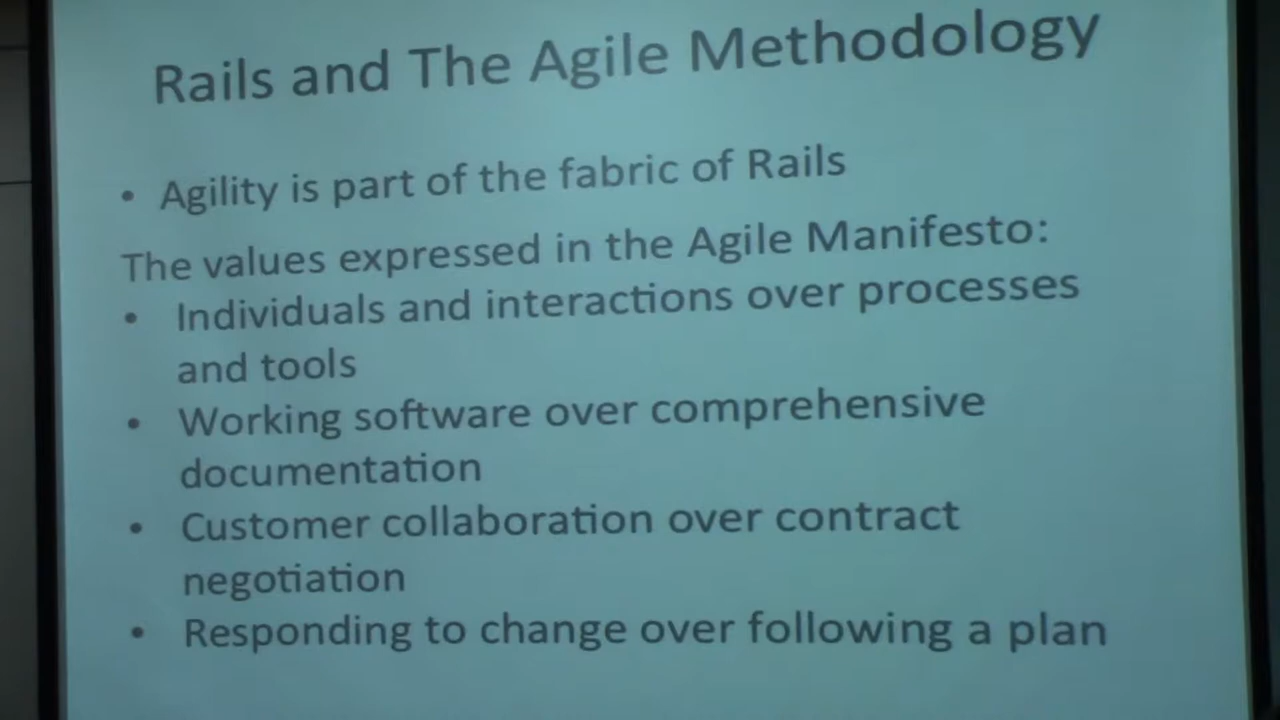 Rails and The Agile Methodology
• Agility is part of the fabric of Rails
The values expressed in the Agile Manifesto:
• Individuals and interactions over processes
and tools
• Working software over comprehensive
documentation
• Customer collaboration over contract
negotiation
• Responding to change over following a plan